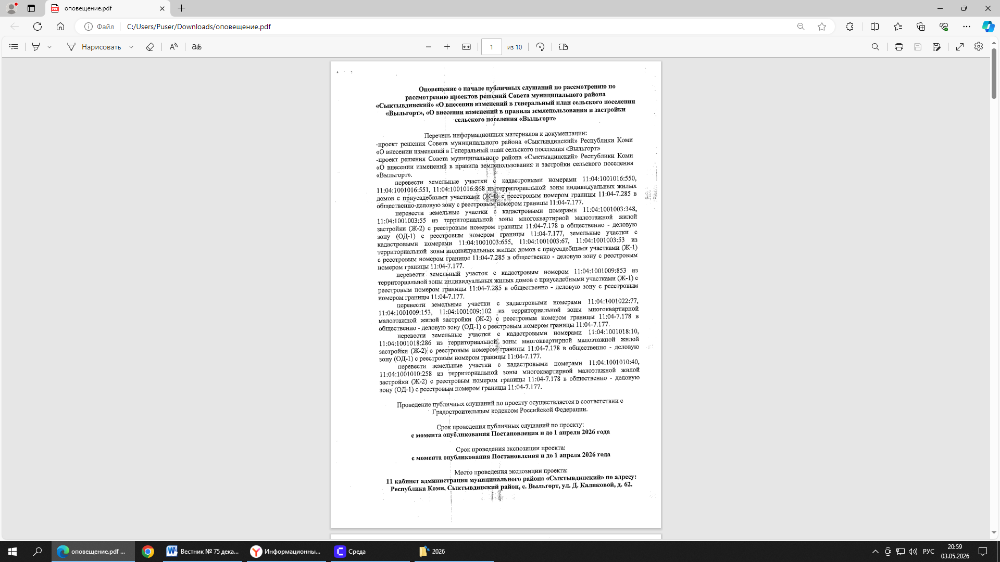 оповещение.pdf
Файл
C:/Users/Puser/Downloads/оповещение.pdf
Нарисовать
1
из 10
Оповещение о начале публичных слушаний по рассмотрению по
рассмотрению проектов решений Совета муниципального района
«Сыктывдинский» «О внесении изменений в генеральный план сельского поселения
«Выльгорт», «О внесении изменений в правила землепользования и застройки
сельского поселения «Выльгорт»
Перечень информационных материалов к документации:
-проект решения Совета муниципального района «Сыктывдинский» Республики Коми
«О внесении изменений в Генеральный план сельского поселения «Выльгорт»
-проект решения Совета муниципального района «Сыктывдинский» Республики Коми
«О внесении изменений в правила землепользования и застройки сельского поселения
«Выльгорт».
перевести земельные участки с кадастровыми номерами 11:04:1001016:550,
11:04:1001016:551, 11:04:1001016:868 из территориальной зоны индивидуальных жилых
домов с приусадебными участками (Ж-1) с реестровым номером границы 11:04-7.285 в
общественно-деловую зону с реестровым номером границы 11:04-7.177.
перевести земельные участки с кадастровыми номерами 11:04:1001003:348,
11:04:1001003:55 из территориальной зоны многоквартирной малоэтажной жилой
застройки (Ж-2) с реестровым номером границы 11:04-7.178 в общественно - деловую
зону (ОД-1) с реестровым номером границы 11:04-7.177, земельные участки с
кадастровыми номерами 11:04:1001003:655, 11:04:1001003:67, 11:04:1001003:53 из
территориальной зоны индивидуальных жилых домов с приусадебными участками (Ж-1)
с реестровым номером границы 11:04-7.285 в общественно - деловую зону с реестровым
номером границы 11:04-7.177.
перевести земельный участок с кадастровым номером 11:04:1001009:853 из
территориальной зоны индивидуальных жилых домов с приусадебными участками (Ж-1) с
реестровым номером границы 11:04-7.285 в общественно - деловую зону с реестровым
номером границы 11:04-7.177.
перевести земельные участки с кадастровыми номерами 11:04:1001022:77,
11:04:1001009:153, 11:04:1001009:102 из территориальной зоны многоквартирной
малоэтажной жилой застройки (Ж-2) с реестровым номером границы 11:04-7.178 в
общественно - деловую зону (ОД-1) с реестровым номером границы 11:04-7.177.
перевести земельные участки с кадастровыми номерами 11:04:1001018:10,
11:04:1001018:286 из территориальной зоны многоквартирной малоэтажной жилой
застройки (Ж-2) с реестровым номером границы 11:04-7.178 в общественно - деловую
зону (ОД-1) с реестровым номером границы 11:04-7.177.
перевести земельные участки с кадастровыми номерами 11:04:1001010:40,
11:04:1001010:258 из территориальной зоны многоквартирной малоэтажной жилой
застройки (Ж-2) с реестровым номером границы 11:04-7.178 в общественно - деловую
зону (ОД-1) с реестровым номером границы 11:04-7.177.
Проведение публичных слушаний по проекту осуществляется в соответствии с
Градостроительным кодексом Российской Федерации.
Срок проведения публичных слушаний по проекту:
с момента опубликования Постановления и до 1 апреля 2026 года
Срок проведения экспозиции проекта:
с момента опубликования Постановления и до 1 апреля 2026 года
Место проведения экспозиции проекта:
11 кабинет администрации муниципального района «Сыктывдинский» по адресу:
Республика Коми, Сыктывдинский район, с. Выльгорт, ул. Д. Каликовой, д. 62.
оповещение.pdf ...
Вестник № 75 дека...
Информационны...
Среда
2026
РУС
20:59
03.05.2026